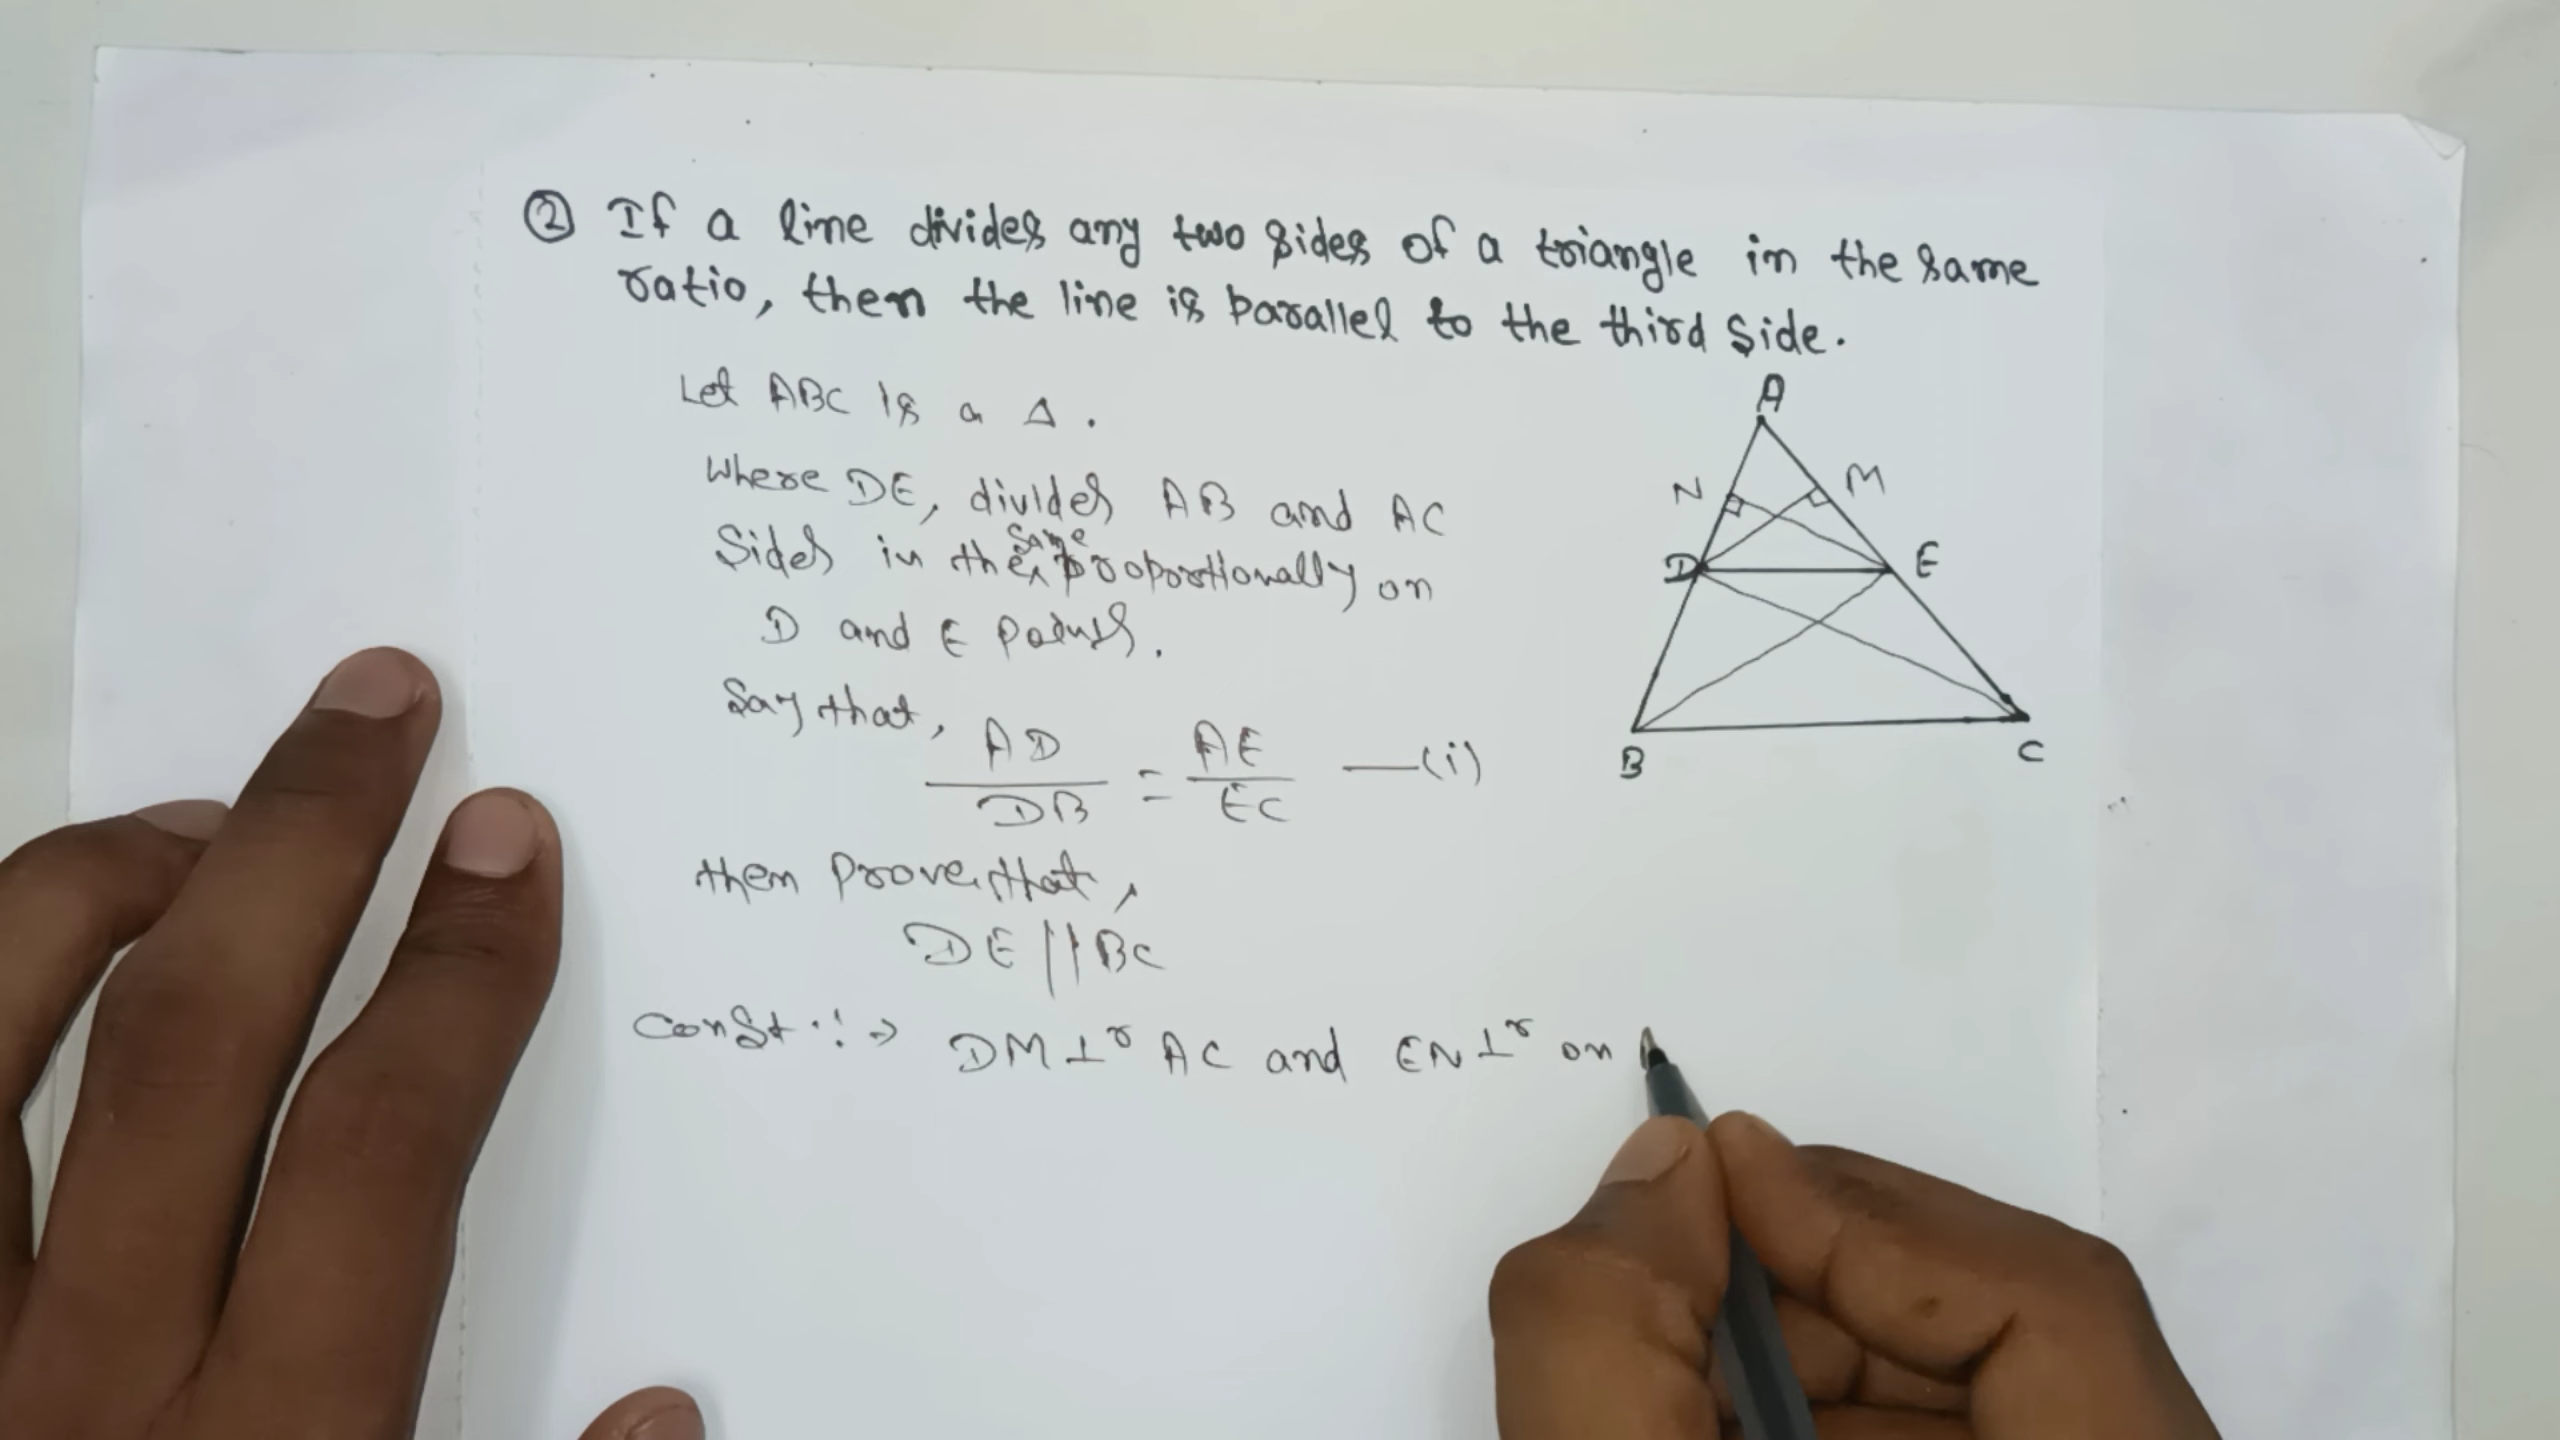 ② If a line divides any two sides of a triangle in the same
ratio, then the line is parallel to the third side.
Let ABC is a Δ.
Where DE, divides AB and AC
Sides in the same proportionally on
D and E points.
Say that,
AD/DB = AE/EC —(i)
then prove that,
DE || BC
Const :→ DM ⊥r AC and EN ⊥r on
A
N
M
D
E
B
C